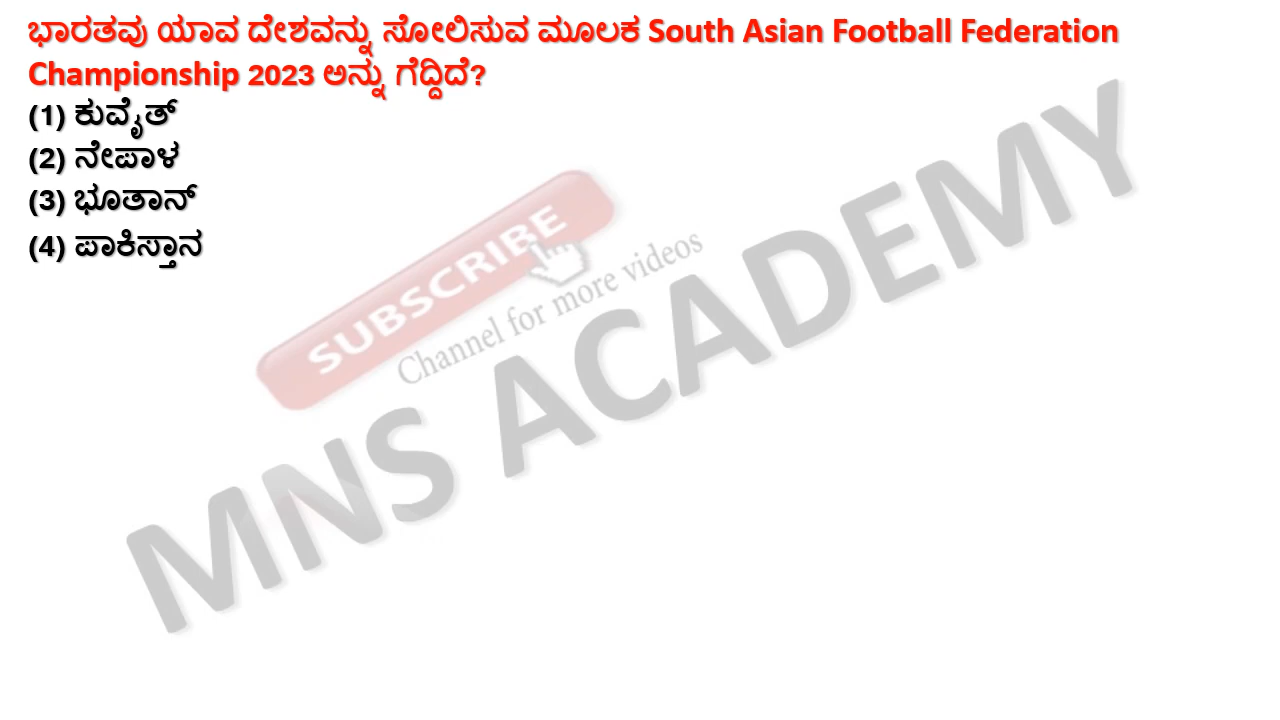 ಭಾರತವು ಯಾವ ದೇಶವನ್ನು ಸೋಲಿಸುವ ಮೂಲಕ South Asian Football Federation
Championship 2023 ಅನ್ನು ಗೆದ್ದಿದೆ?
(1) ಕುವೈತ್
(2) ನೇಪಾಳ
(3) ಭೂತಾನ್
(4) ಪಾಕಿಸ್ತಾನ
SUBSCRIBE
Channel for more videos
MNS ACADEMY